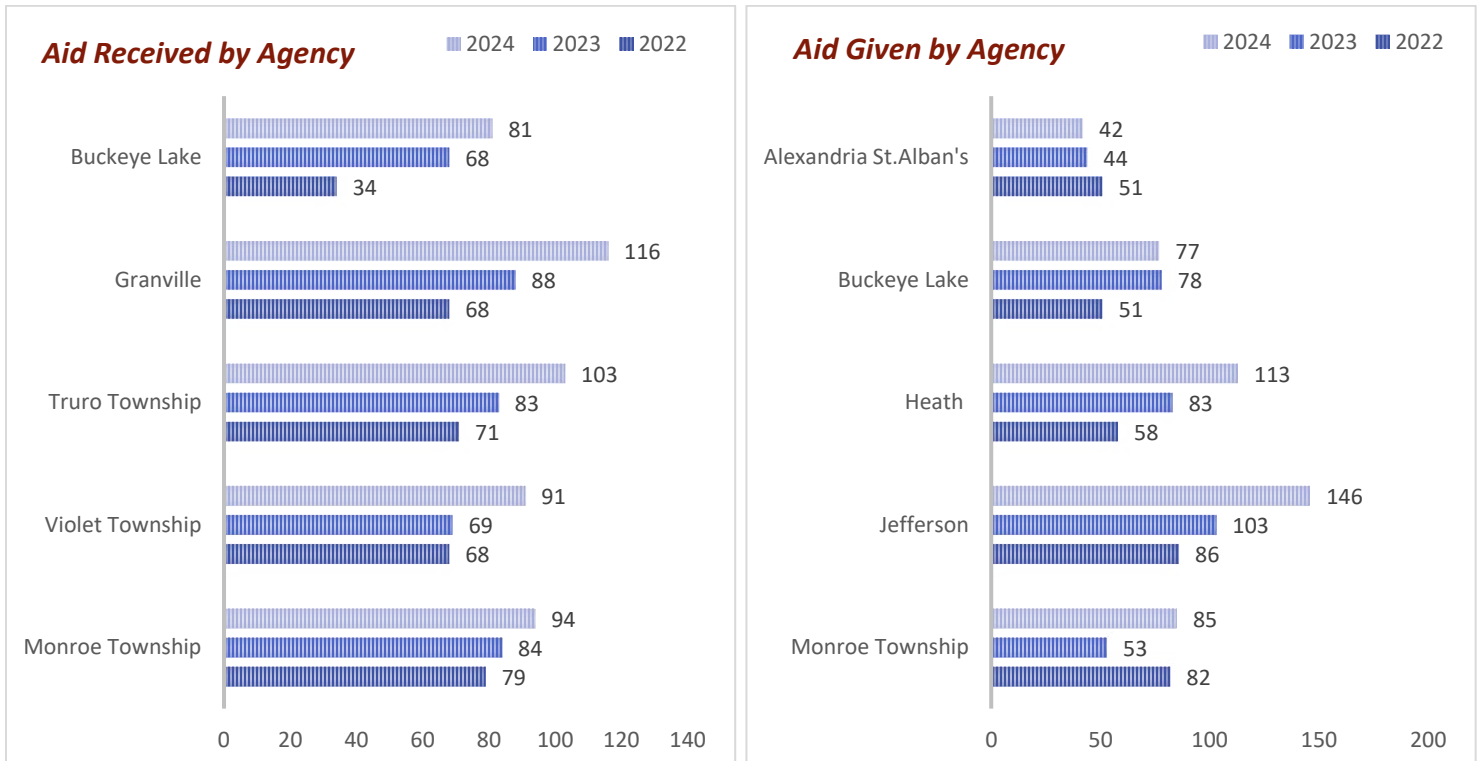 Aid Received by Agency
2024 2023 2022
Buckeye Lake
81
68
34
Granville
116
88
68
Truro Township
103
83
71
Violet Township
91
69
68
Monroe Township
94
84
79
0 20 40 60 80 100 120 140
Aid Given by Agency
2024 2023 2022
Alexandria St.Alban's
42
44
51
Buckeye Lake
77
78
51
Heath
113
83
58
Jefferson
146
103
86
Monroe Township
85
53
82
0 50 100 150 200